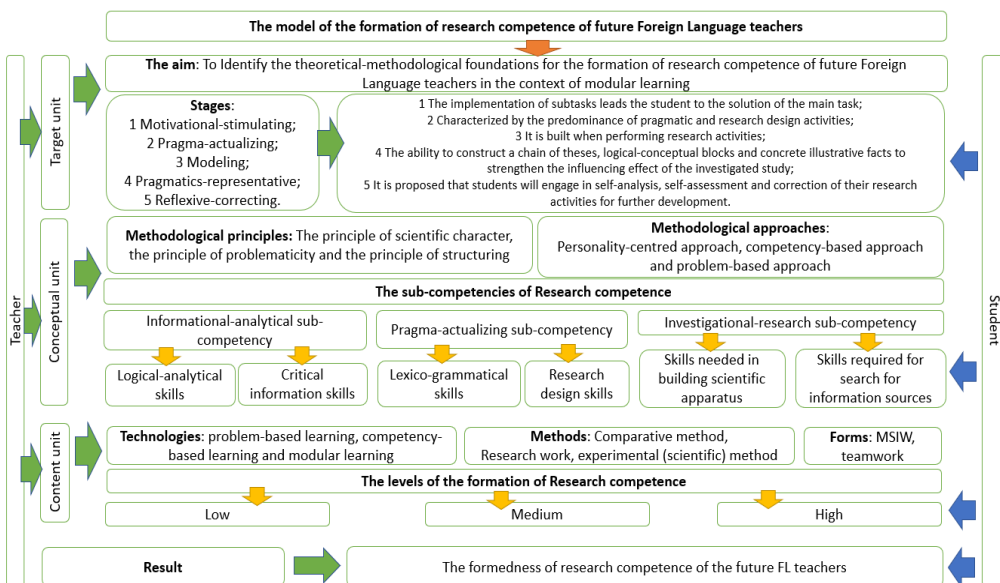 The model of the formation of research competence of future Foreign Language teachers
Teacher
Target unit
The aim: To Identify the theoretical-methodological foundations for the formation of research competence of future Foreign
Language teachers in the context of modular learning
Stages:
1 Motivational-stimulating;
2 Pragma-actualizing;
3 Modeling;
4 Pragmatics-representative;
5 Reflexive-correcting.
1 The implementation of subtasks leads the student to the solution of the main task;
2 Characterized by the predominance of pragmatic and research design activities;
3 It is built when performing research activities;
4 The ability to construct a chain of theses, logical-conceptual blocks and concrete illustrative facts to
strengthen the influencing effect of the investigated study;
5 It is proposed that students will engage in self-analysis, self-assessment and correction of their research
activities for further development.
Student
Conceptual unit
Methodological principles: The principle of scientific character,
the principle of problematicity and the principle of structuring
Methodological approaches:
Personality-centred approach, competency-based approach
and problem-based approach
The sub-competencies of Research competence
Informational-analytical sub-
competency
Pragma-actualizing sub-competency
Investigational-research sub-competency
Logical-analytical
skills
Critical
information skills
Lexico-grammatical
skills
Research
design skills
Skills needed in
building scientific
apparatus
Skills required for
search for
information sources
Content unit
Technologies: problem-based learning, competency-
based learning and modular learning
Methods: Comparative method,
Research work, experimental (scientific) method
Forms: MSIW,
teamwork
The levels of the formation of Research competence
Low
Medium
High
Result
The formedness of research competence of the future FL teachers